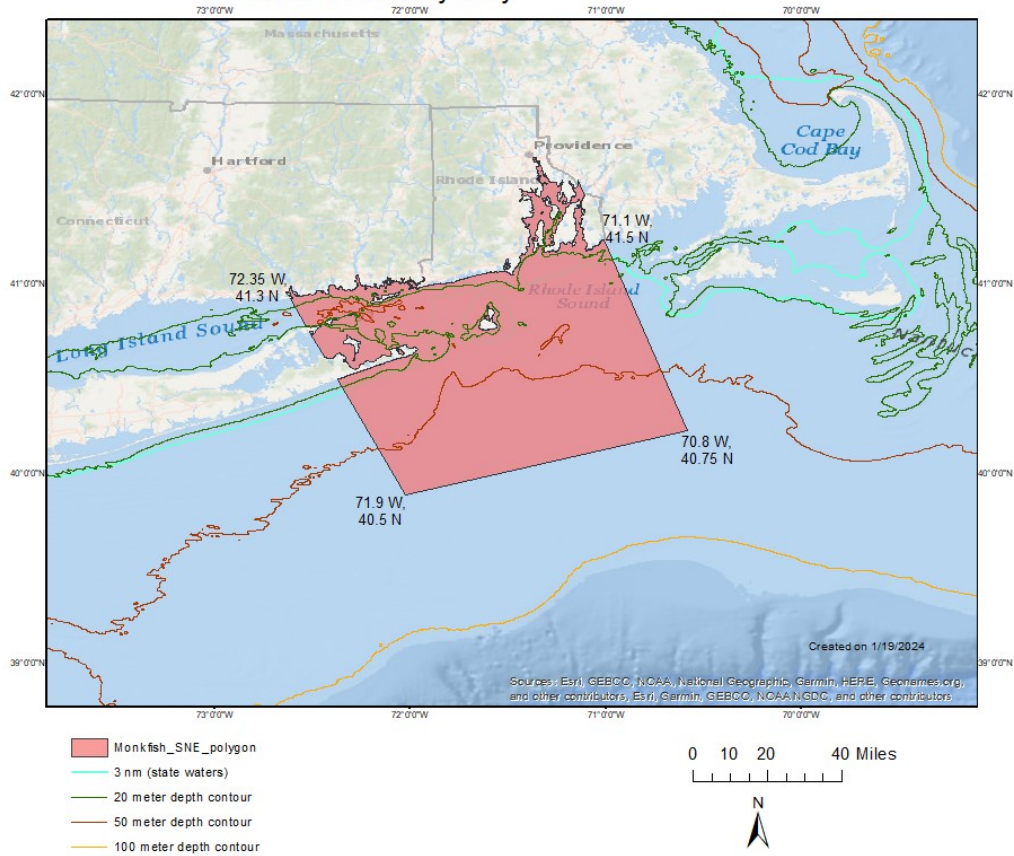 73°0'0"W 72°0'0"W 71°0'0"W 70°0'0"W
Massachusetts
42°0'0"N 42°0'0"N
Cape
Cod Bay
Hartford
Providence
Rhode Island
Connecticut
71.1 W,
41.5 N
72.35 W,
41.3 N
41°0'0"N 41°0'0"N
Rhode Island
Sound
Long Island Sound
70.8 W,
40.75 N
40°0'0"N 40°0'0"N
71.9 W,
40.5 N
Created on 1/19/2024
39°0'0"N 39°0'0"N
Sources: Esri, GEBCO, NOAA, National Geographic, Garmin, HERE, Geonames.org,
and other contributors, Esri, Garmin, GEBCO, NOAA NGDC, and other contributors
73°0'0"W 72°0'0"W 71°0'0"W 70°0'0"W
Monkfish_SNE_polygon
3 nm (state waters)
20 meter depth contour
50 meter depth contour
100 meter depth contour
0 10 20 40 Miles
N